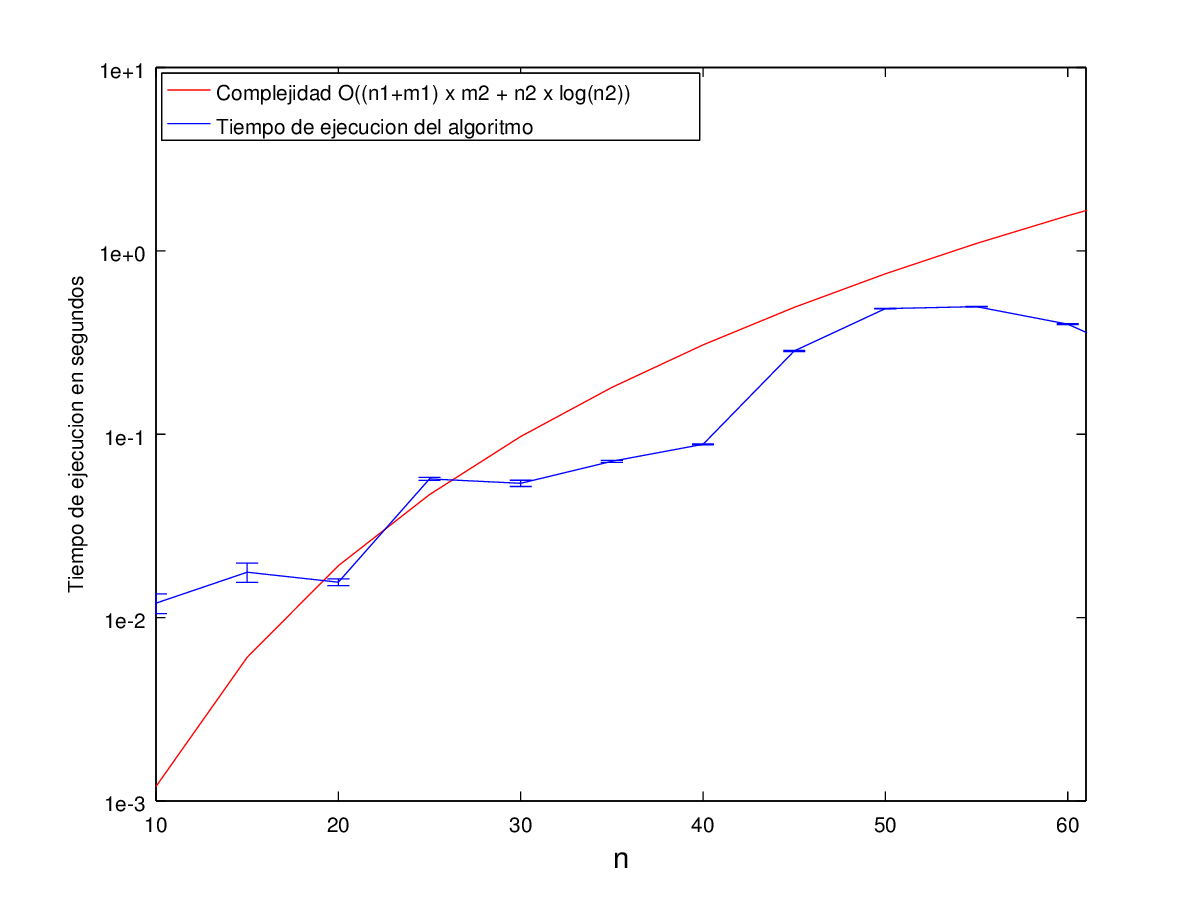 1e+1
Complejidad O((n1+m1) x m2 + n2 x log(n2))
Tiempo de ejecucion del algoritmo
1e+0
Tiempo de ejecucion en segundos
1e-1
1e-2
1e-3
10 20 30 40 50 60
n